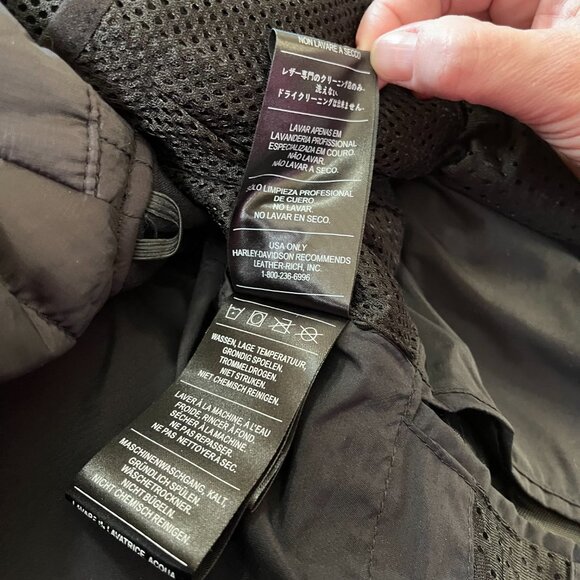 NON LAVARE A SECCO
レザー専門のクリーニング店のみ.
洗えない.
ドライクリーニングは出来ません.
LAVAR APENAS EM
LAVANDERIA PROFISSIONAL
ESPECIALIZADA EM COURO.
NÃO LAVAR.
NÃO LAVAR À SECO.
SOLO LIMPIEZA PROFESIONAL
DE CUERO
NO LAVAR.
NO LAVAR EN SECO.
USA ONLY
HARLEY-DAVIDSON RECOMMENDS
LEATHER-RICH, INC.
1-800-236-6996
WASSEN, LAGE TEMPERATUUR,
GRONDIG SPOELEN.
TROMMELDROGEN.
NIET STRIJKEN.
NIET CHEMISCH REINIGEN.
LAVER À LA MACHINE, À L'EAU
FROIDE, RINCER À FOND.
SÉCHER À LA MACHINE.
NE PAS REPASSER.
NE PAS NETTOYER À SEC.
MASCHINENWASCHGANG, KALT,
GRÜNDLICH SPÜLEN.
WÄSCHETROCKNER.
NICHT BÜGELN.
NICHT CHEMISCH REINIGEN.
LAVATRICE, ACQUA